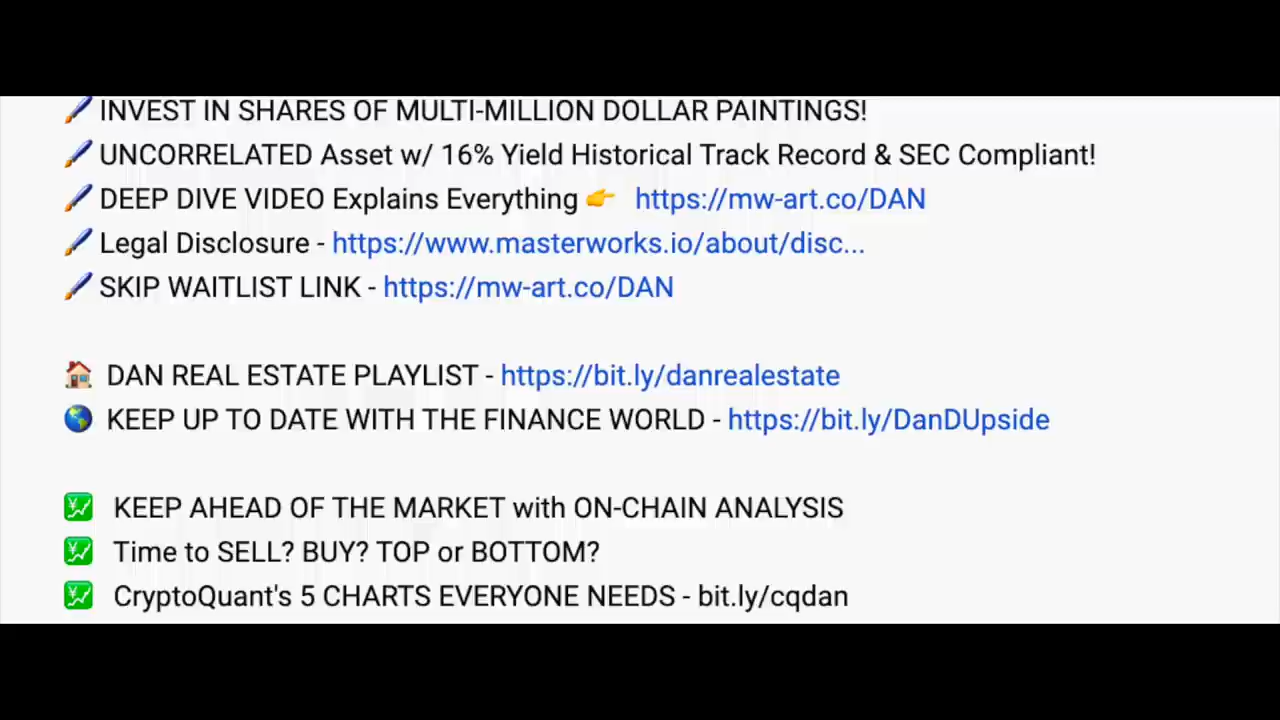 INVEST IN SHARES OF MULTI-MILLION DOLLAR PAINTINGS!
UNCORRELATED Asset w/ 16% Yield Historical Track Record & SEC Compliant!
DEEP DIVE VIDEO Explains Everything 👉 https://mw-art.co/DAN
Legal Disclosure - https://www.masterworks.io/about/disc...
SKIP WAITLIST LINK - https://mw-art.co/DAN
DAN REAL ESTATE PLAYLIST - https://bit.ly/danrealestate
KEEP UP TO DATE WITH THE FINANCE WORLD - https://bit.ly/DanDUpside
KEEP AHEAD OF THE MARKET with ON-CHAIN ANALYSIS
Time to SELL? BUY? TOP or BOTTOM?
CryptoQuant's 5 CHARTS EVERYONE NEEDS - bit.ly/cqdan